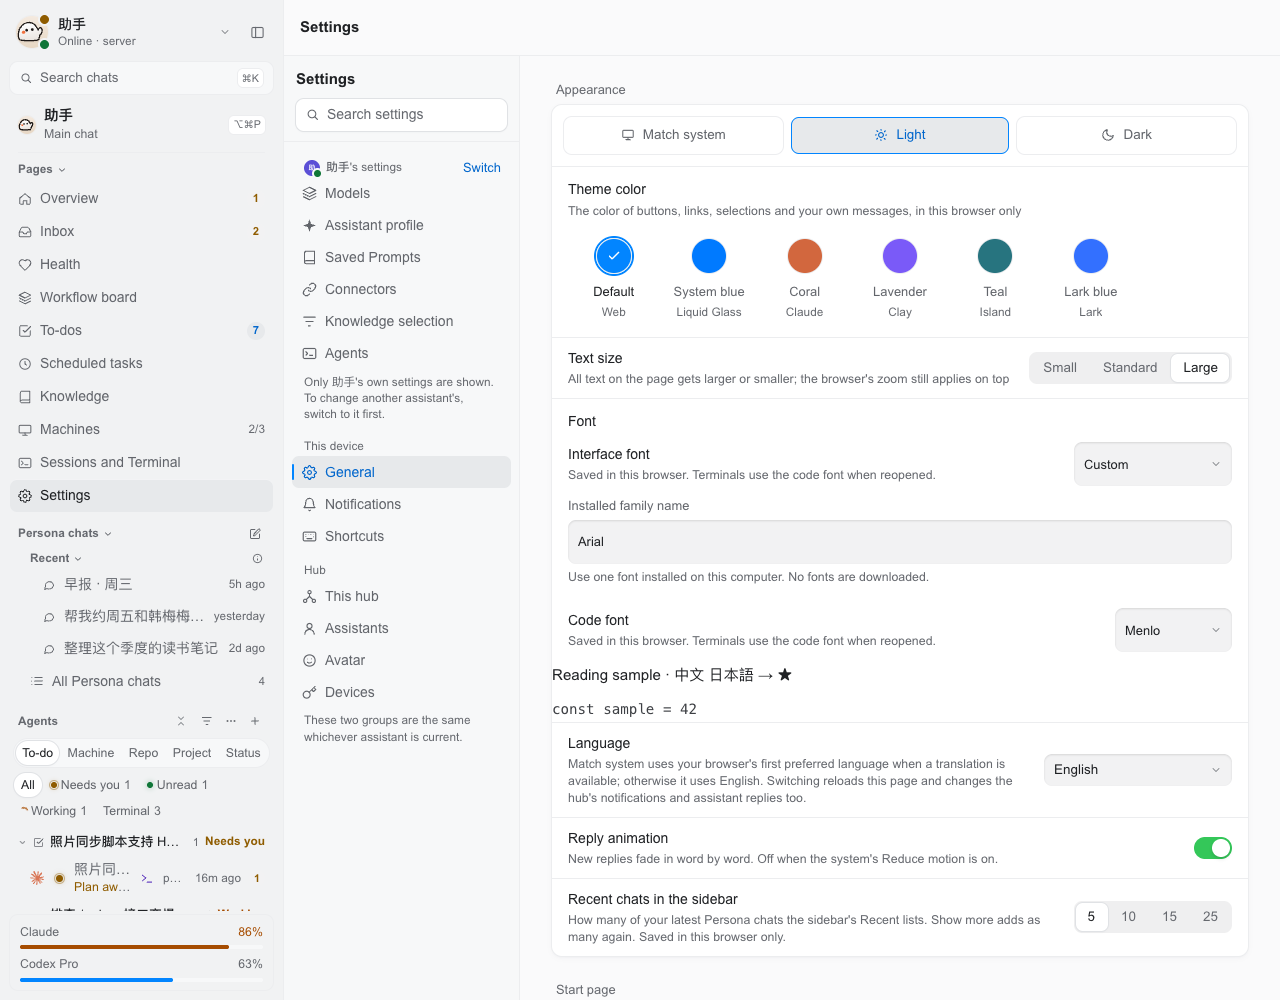 助手
Online · server
Search chats
⌘K
助手
Main chat
⌥⌘P
Pages
Overview
1
Inbox
2
Health
Workflow board
To-dos
7
Scheduled tasks
Knowledge
Machines
2/3
Sessions and Terminal
Settings
Persona chats
Recent
早报 · 周三
5h ago
帮我约周五和韩梅梅…
yesterday
整理这个季度的读书笔记
2d ago
All Persona chats
4
Agents
To-do
Machine
Repo
Project
Status
All
Needs you 1
Unread 1
Working 1
Terminal 3
照片同步脚本支持 H…
1
Needs you
照片同…
p…
16m ago
1
Plan aw…
Claude
86%
Codex Pro
63%
Settings
Settings
Search settings
助手's settings
Switch
Models
Assistant profile
Saved Prompts
Connectors
Knowledge selection
Agents
Only 助手's own settings are shown.
To change another assistant's,
switch to it first.
This device
General
Notifications
Shortcuts
Hub
This hub
Assistants
Avatar
Devices
These two groups are the same
whichever assistant is current.
Appearance
Match system
Light
Dark
Theme color
The color of buttons, links, selections and your own messages, in this browser only
Default
Web
System blue
Liquid Glass
Coral
Claude
Lavender
Clay
Teal
Island
Lark blue
Lark
Text size
All text on the page gets larger or smaller; the browser's zoom still applies on top
Small
Standard
Large
Font
Interface font
Saved in this browser. Terminals use the code font when reopened.
Custom
Installed family name
Arial
Use one font installed on this computer. No fonts are downloaded.
Code font
Saved in this browser. Terminals use the code font when reopened.
Menlo
Reading sample · 中文 日本語 → ★
const sample = 42
Language
Match system uses your browser's first preferred language when a translation is
available; otherwise it uses English. Switching reloads this page and changes the
hub's notifications and assistant replies too.
English
Reply animation
New replies fade in word by word. Off when the system's Reduce motion is on.
Recent chats in the sidebar
How many of your latest Persona chats the sidebar's Recent lists. Show more adds as
many again. Saved in this browser only.
5
10
15
25
Start page